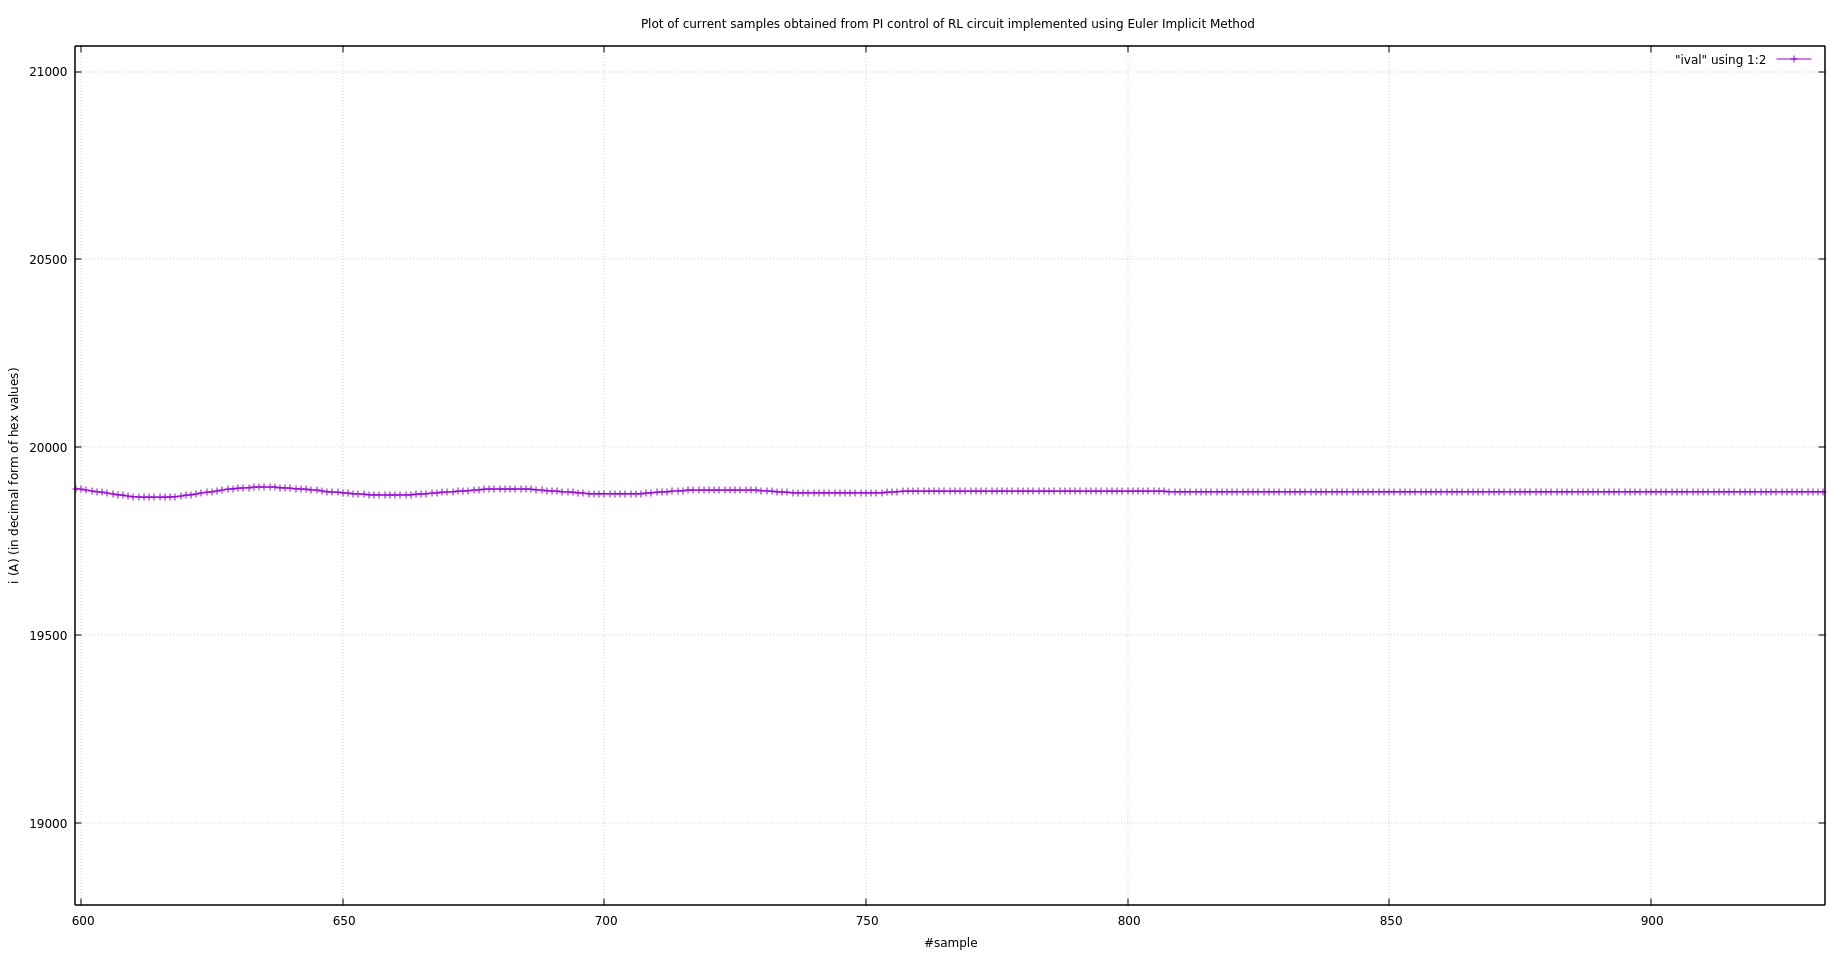 Plot of current samples obtained from PI control of RL circuit implemented using Euler Implicit Method
"ival" using 1:2
21000
20500
20000
19500
19000
i (A) (in decimal form of hex values)
600 650 700 750 800 850 900
#sample